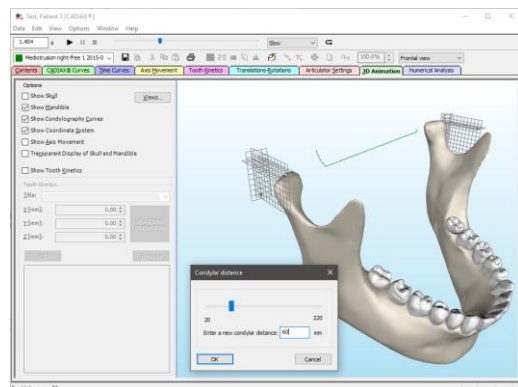 Test, Patient 3 [CADIAX®]
Data Edit View Options Window Help
1.404 s Slow
Mediotrusion right-free 1 2015-0 100.0% Frontal view
Contents CADIAX® Curves Time Curves Axis Movement Tooth Kinetics Translations-Rotations Articulator Settings 3D Animation Numerical Analysis
Options
Show Skull Views...
Show Mandible
Show Condylography Curves
Show Coordinate System
Show Axis Movement
Transparent Display of Skull and Mandible
Show Tooth Kinetics
Tooth Kinetics
Title:
X [mm]: 0.00
Y [mm]: 0.00
Z [mm]: 0.00
Condylar distance
20 220
Enter a new condylar distance: 60 mm
OK Cancel